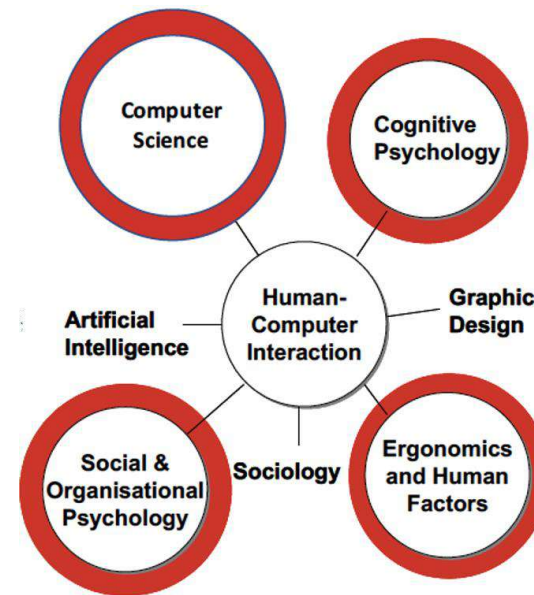 Computer
Science
Cognitive
Psychology
Human-
Computer
Interaction
Graphic
Design
Artificial
Intelligence
Social &
Organisational
Psychology
Sociology
Ergonomics
and Human
Factors